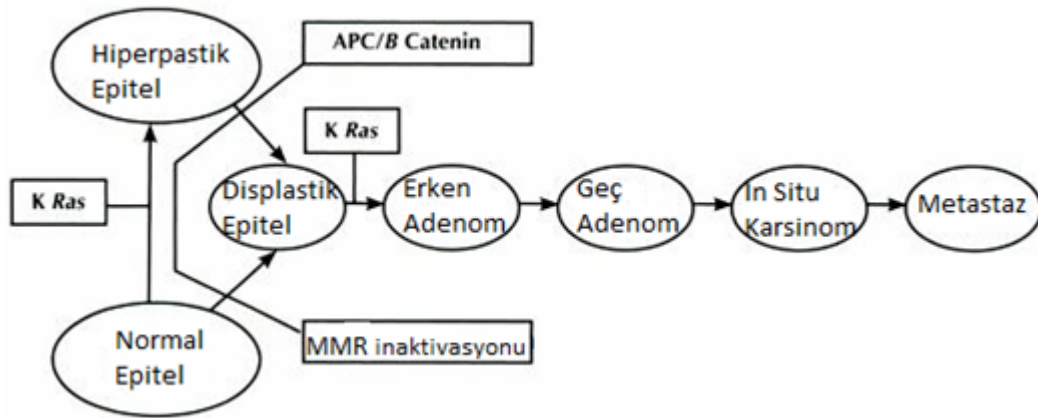 Hiperpastik
Epitel
APC/B Catenin
K Ras
K Ras
Displastik
Epitel
Erken
Adenom
Geç
Adenom
İn Situ
Karsinom
Metastaz
Normal
Epitel
MMR inaktivasyonu